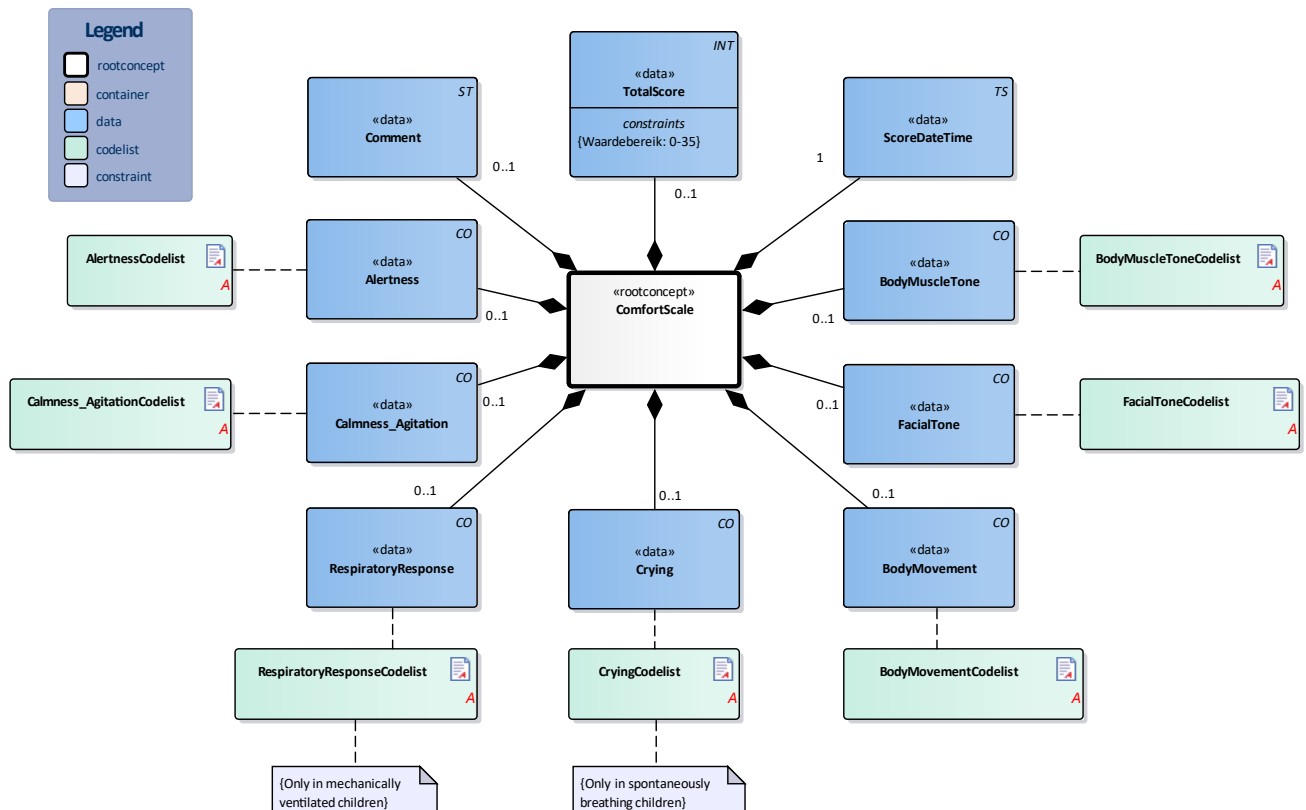 Legend
rootconcept
container
data
codelist
constraint
ST
«data»
Comment
0..1
INT
«data»
TotalScore
constraints
{Waardebereik: 0-35}
0..1
TS
«data»
ScoreDateTime
1
AlertnessCodelist
A
CO
«data»
Alertness
0..1
«rootconcept»
ComfortScale
CO
«data»
BodyMuscleTone
0..1
BodyMuscleToneCodelist
A
Calmness_AgitationCodelist
A
CO
«data»
Calmness_Agitation
0..1
CO
«data»
FacialTone
0..1
FacialToneCodelist
A
0..1
CO
«data»
RespiratoryResponse
0..1
CO
«data»
Crying
0..1
CO
«data»
BodyMovement
RespiratoryResponseCodelist
A
CryingCodelist
A
BodyMovementCodelist
A
{Only in mechanically
ventilated children}
{Only in spontaneously
breathing children}